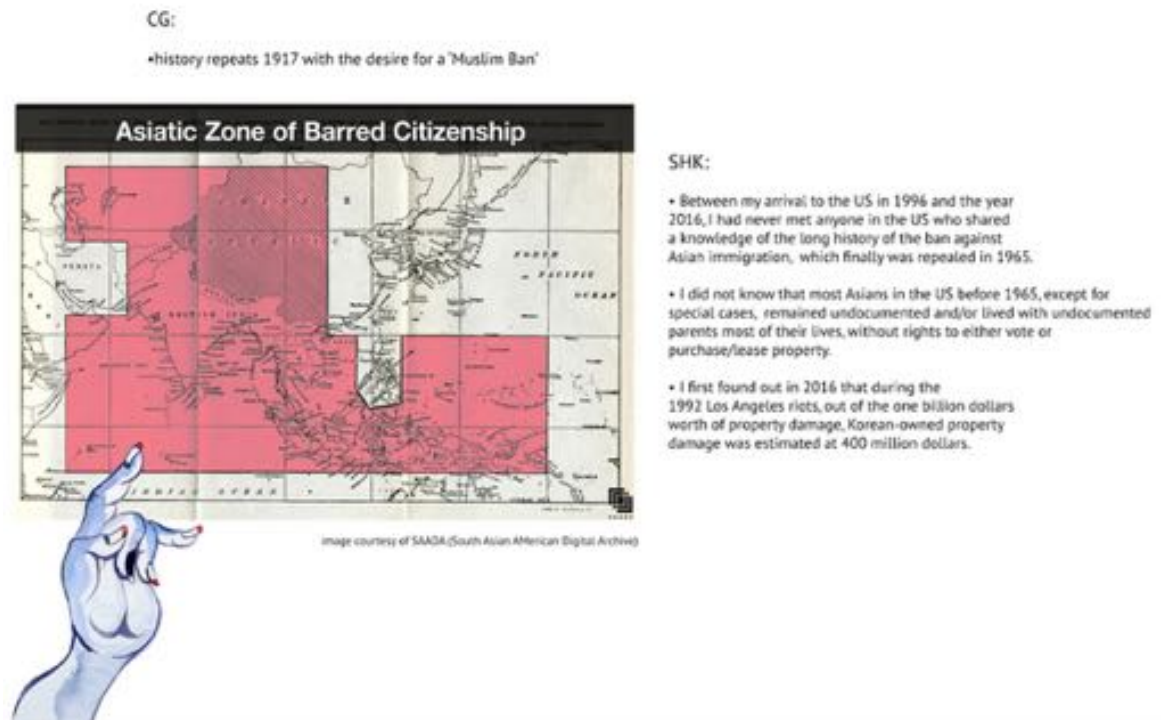 CG:
•history repeats 1917 with the desire for a 'Muslim Ban'
Asiatic Zone of Barred Citizenship
PERSIA
NORTH
PACIFIC
OCEAN
INDIAN OCEAN
image courtesy of SAADA (South Asian AMerican Digital Archive)
SHK:
• Between my arrival to the US in 1996 and the year
2016, I had never met anyone in the US who shared
a knowledge of the long history of the ban against
Asian immigration, which finally was repealed in 1965.
• I did not know that most Asians in the US before 1965, except for
special cases, remained undocumented and/or lived with undocumented
parents most of their lives, without rights to either vote or
purchase/lease property.
• I first found out in 2016 that during the
1992 Los Angeles riots, out of the one billion dollars
worth of property damage, Korean-owned property
damage was estimated at 400 million dollars.